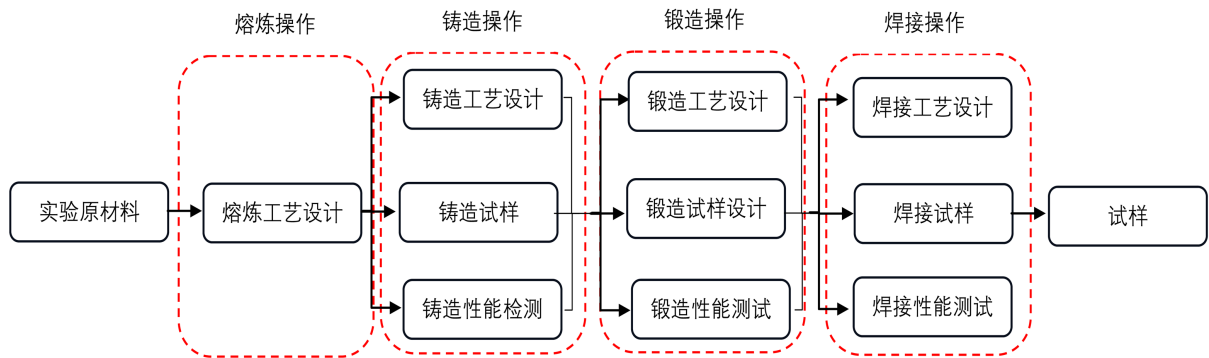 熔炼操作
铸造操作
锻造操作
焊接操作
实验原材料
熔炼工艺设计
铸造工艺设计
铸造试样
铸造性能检测
锻造工艺设计
锻造试样设计
锻造性能测试
焊接工艺设计
焊接试样
焊接性能测试
试样